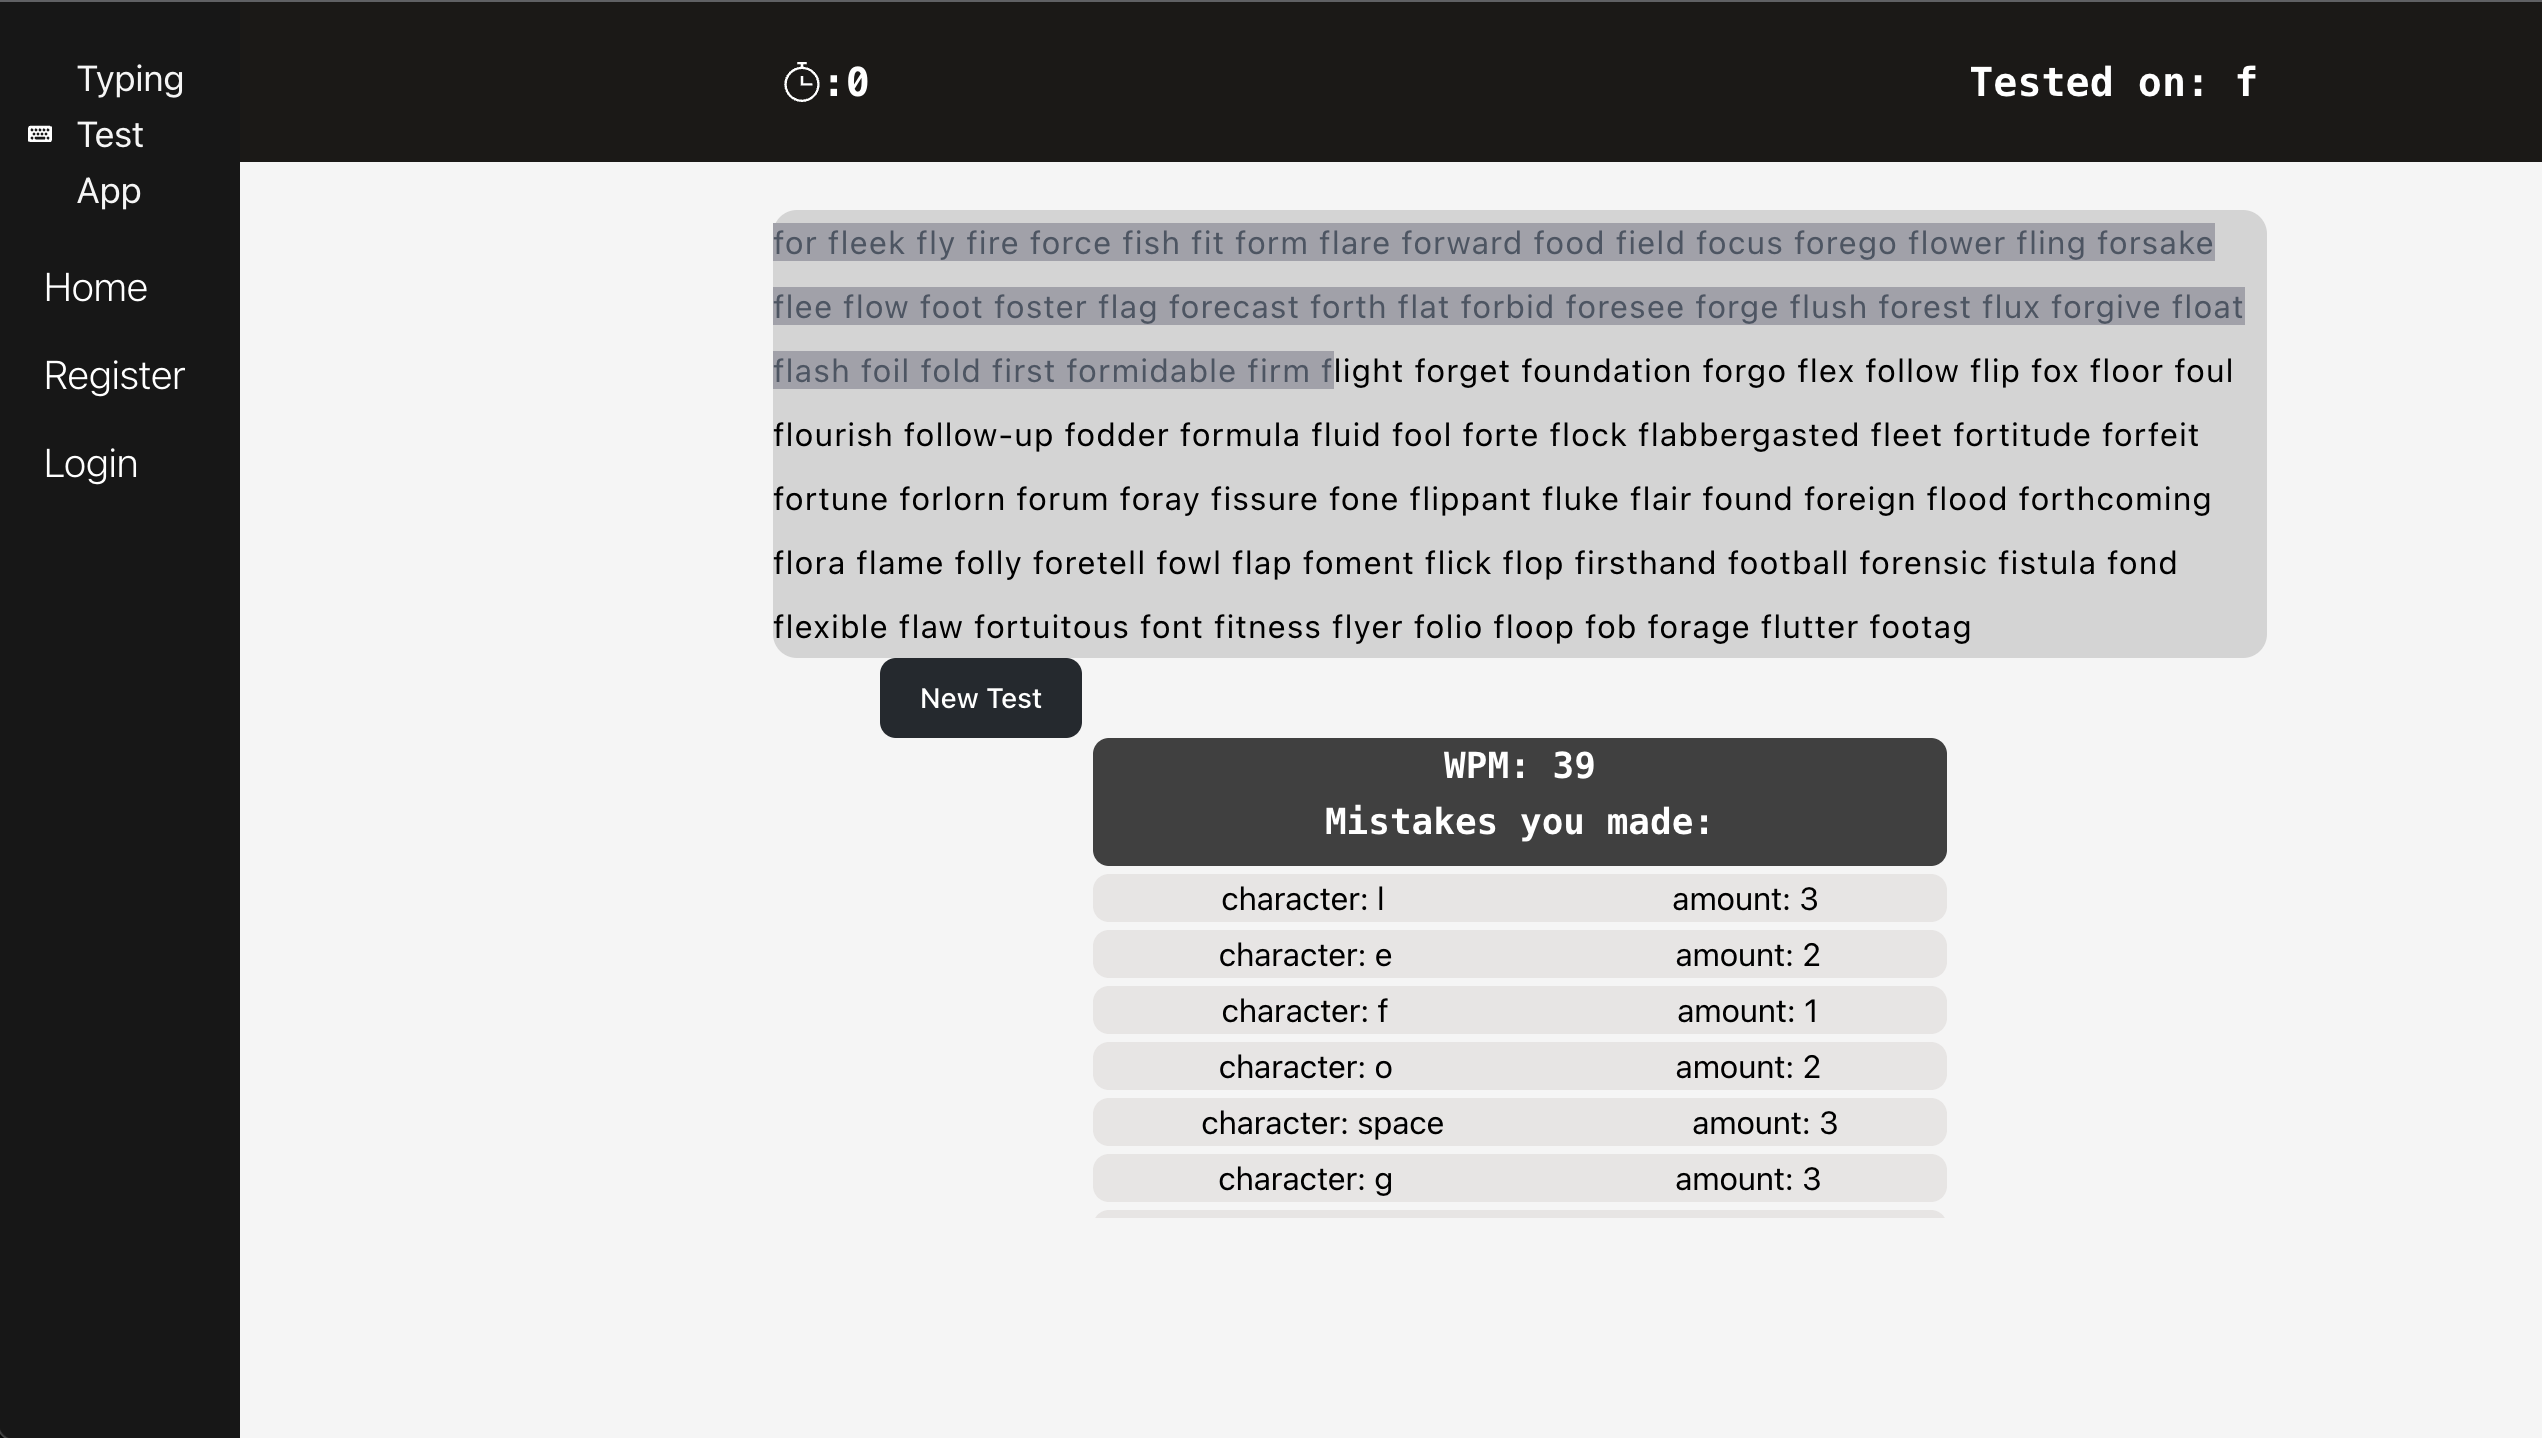 Typing
Test
App
Home
Register
Login
:0
Tested on: f
for fleek fly fire force fish fit form flare forward food field focus forego flower fling forsake
flee flow foot foster flag forecast forth flat forbid foresee forge flush forest flux forgive float
flash foil fold first formidable firm flight forget foundation forgo flex follow flip fox floor foul
flourish follow-up fodder formula fluid fool forte flock flabbergasted fleet fortitude forfeit
fortune forlorn forum foray fissure fone flippant fluke flair found foreign flood forthcoming
flora flame folly foretell fowl flap foment flick flop firsthand football forensic fistula fond
flexible flaw fortuitous font fitness flyer folio floop fob forage flutter footag
New Test
WPM: 39
Mistakes you made:
character: l amount: 3
character: e amount: 2
character: f amount: 1
character: o amount: 2
character: space amount: 3
character: g amount: 3